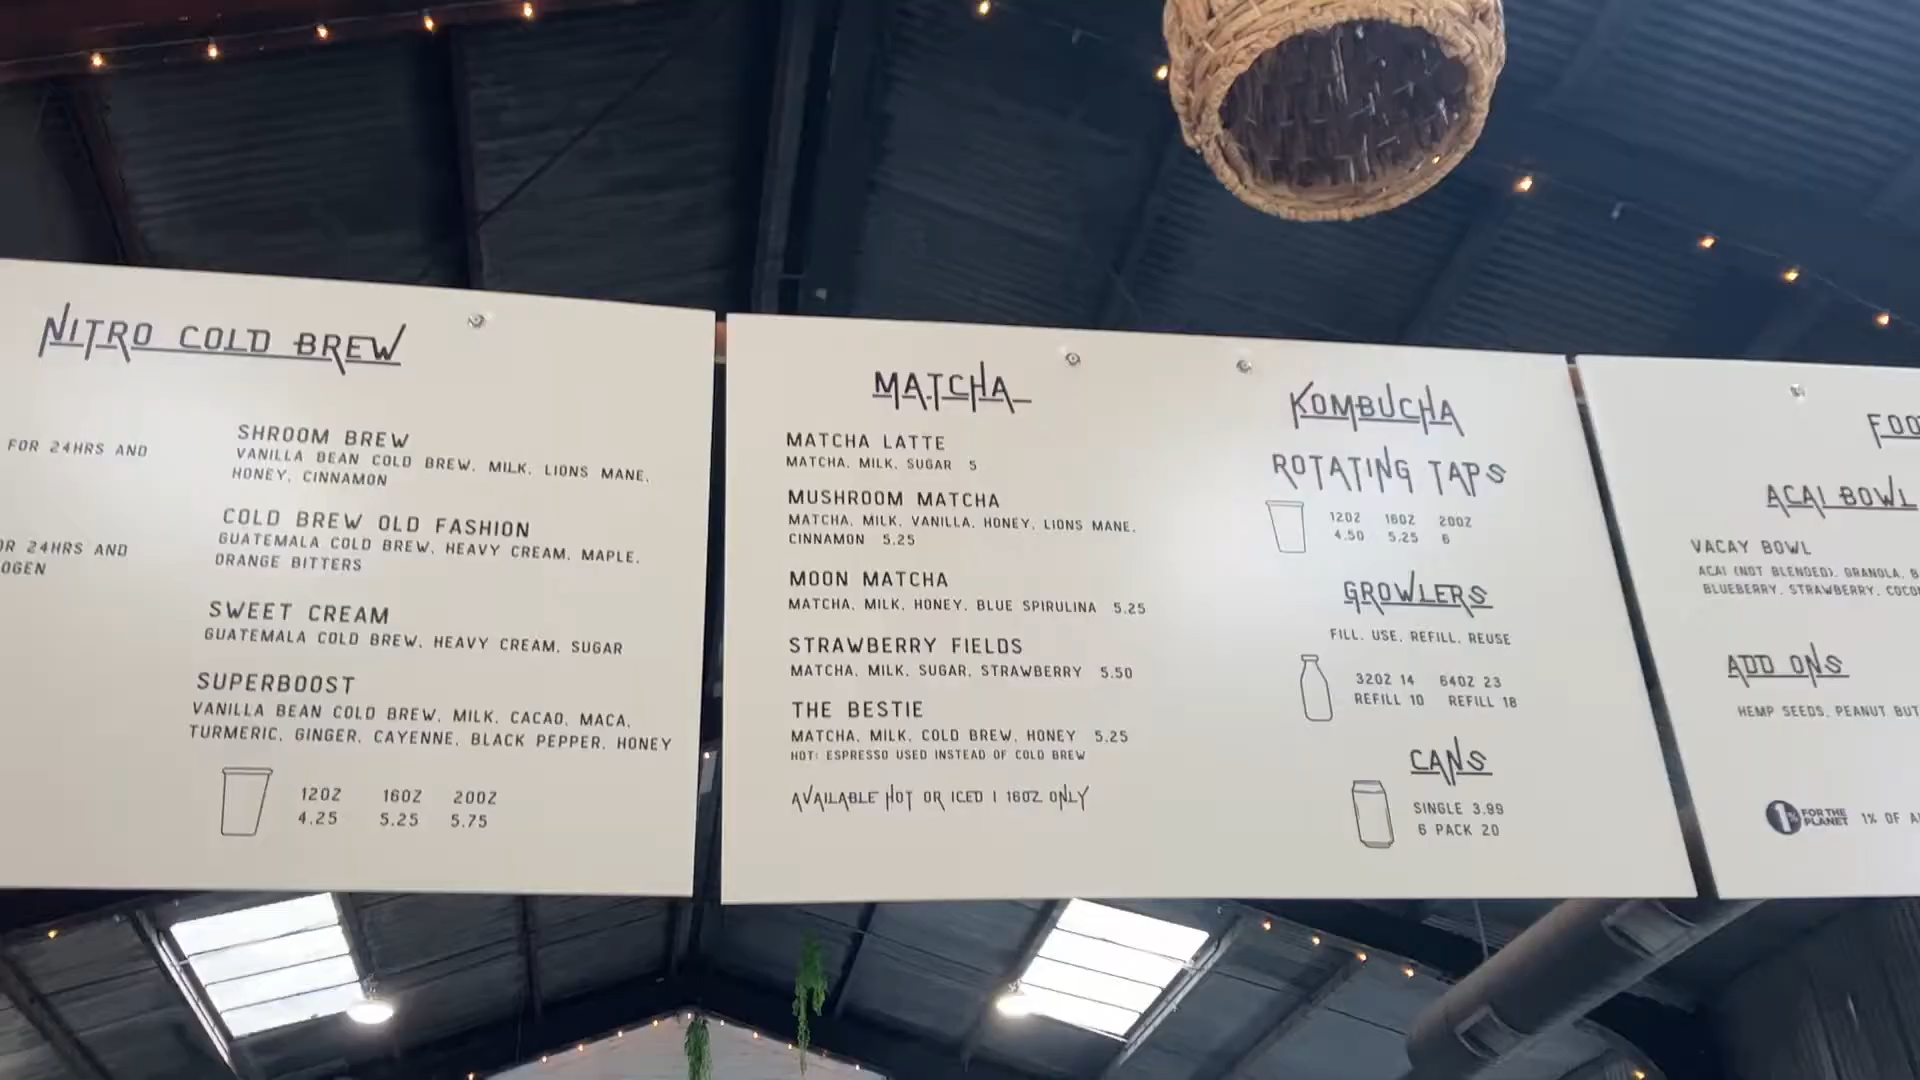 NITRO COLD BREW
FOR 24HRS AND
OR 24HRS AND
OGEN
SHROOM BREW
VANILLA BEAN COLD BREW, MILK, LIONS MANE,
HONEY, CINNAMON
COLD BREW OLD FASHION
GUATEMALA COLD BREW, HEAVY CREAM, MAPLE,
ORANGE BITTERS
SWEET CREAM
GUATEMALA COLD BREW, HEAVY CREAM, SUGAR
SUPERBOOST
VANILLA BEAN COLD BREW, MILK, CACAO, MACA,
TURMERIC, GINGER, CAYENNE, BLACK PEPPER, HONEY
12OZ 16OZ 20OZ
4.25 5.25 5.75
MATCHA
MATCHA LATTE
MATCHA, MILK, SUGAR 5
MUSHROOM MATCHA
MATCHA, MILK, VANILLA, HONEY, LIONS MANE,
CINNAMON 5.25
MOON MATCHA
MATCHA, MILK, HONEY, BLUE SPIRULINA 5.25
STRAWBERRY FIELDS
MATCHA, MILK, SUGAR, STRAWBERRY 5.50
THE BESTIE
MATCHA, MILK, COLD BREW, HONEY 5.25
HOT: ESPRESSO USED INSTEAD OF COLD BREW
AVAILABLE HOT OR ICED | 16OZ ONLY
KOMBUCHA
ROTATING TAPS
12OZ 16OZ 20OZ
4.50 5.25 6
GROWLERS
FILL, USE, REFILL, REUSE
32OZ 14 64OZ 23
REFILL 10 REFILL 18
CANS
SINGLE 3.99
6 PACK 20
FOO
ACAI BOWL
VACAY BOWL
ACAI (NOT BLENDED), GRANOLA, B
BLUEBERRY, STRAWBERRY, COCO
ADD ONS
HEMP SEEDS, PEANUT BUT
1% FOR THE
PLANET
1% OF A